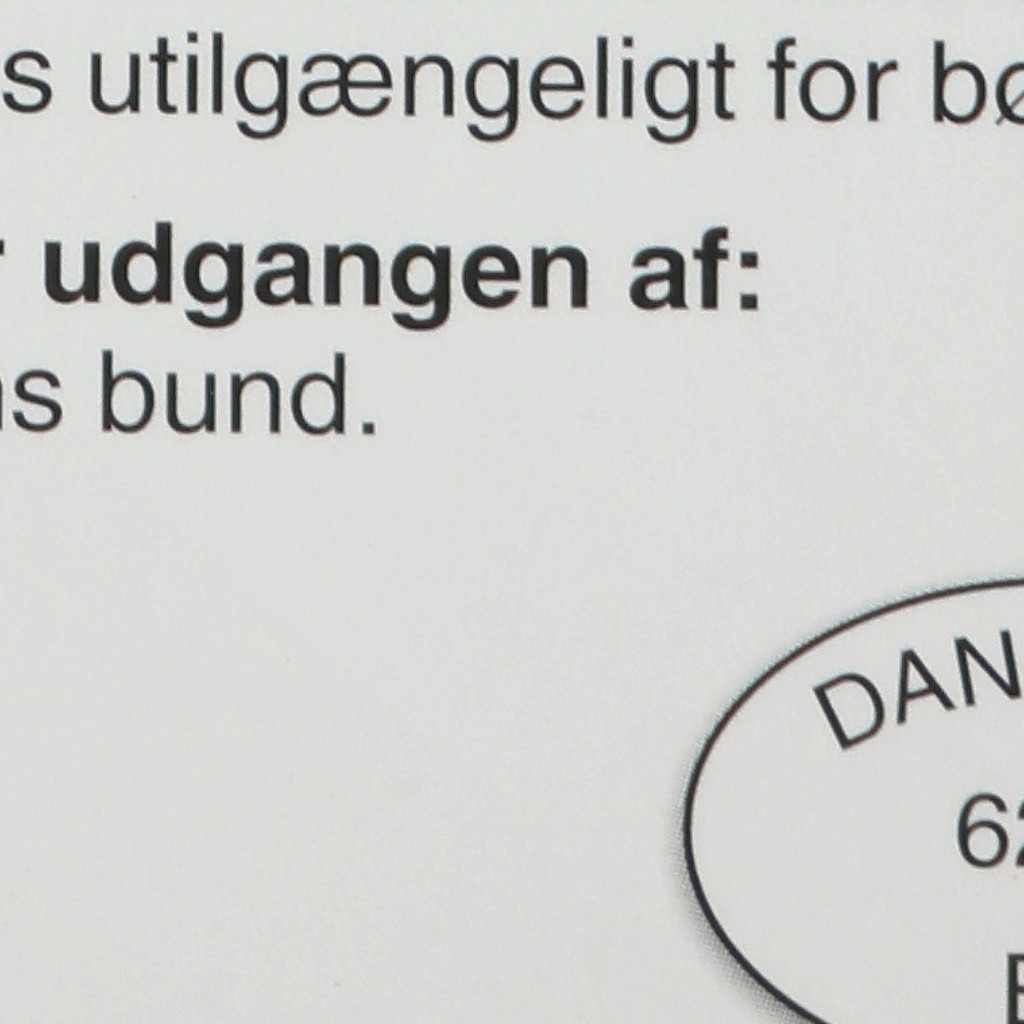 s utilgængeligt for bø
udgangen af:
s bund.
DAN
62
E